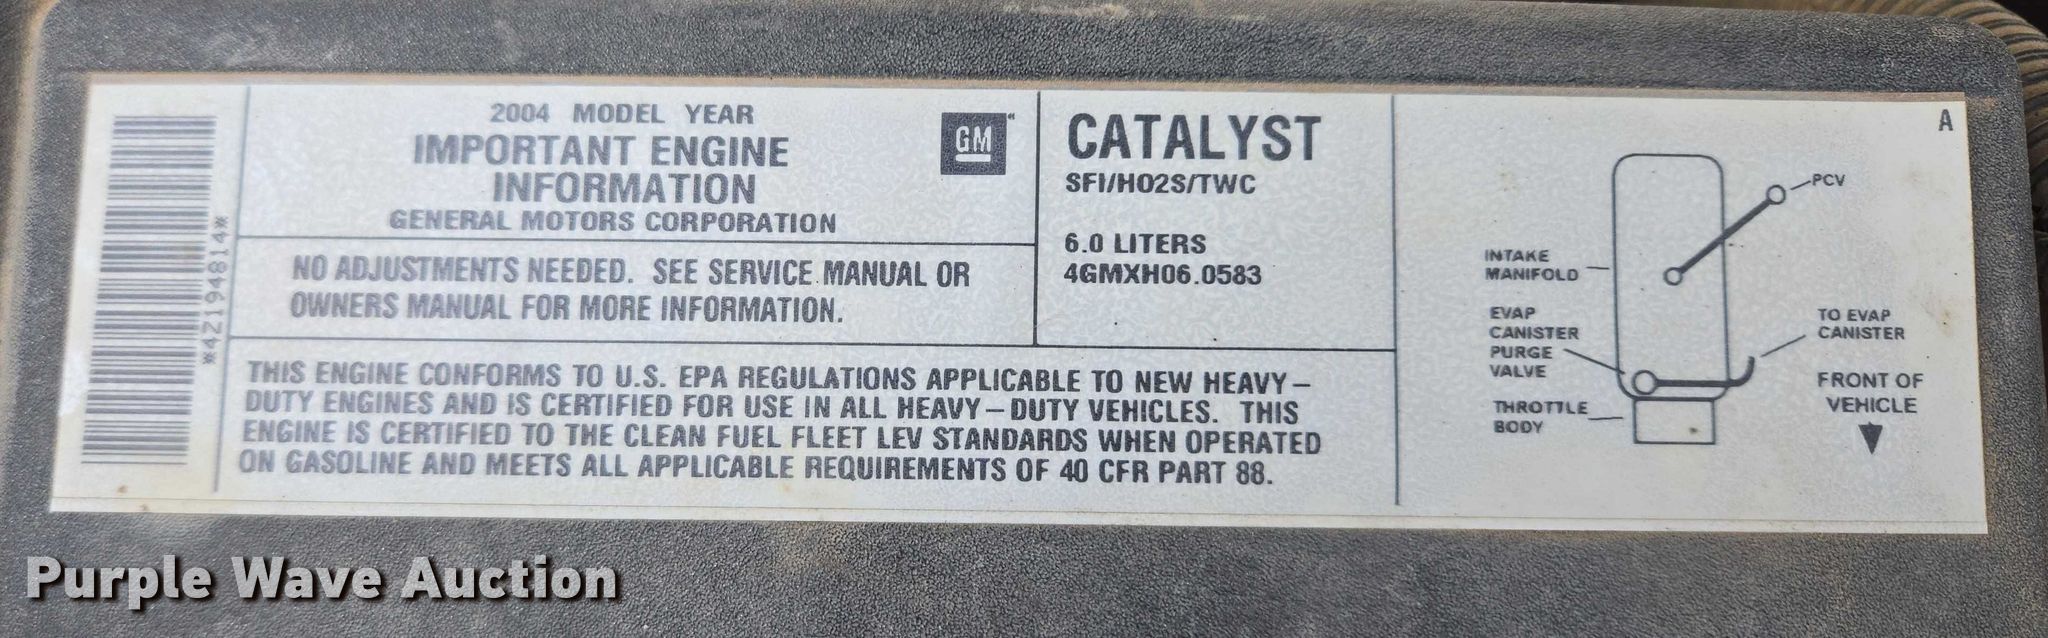 *42194814*
2004 MODEL YEAR
IMPORTANT ENGINE
INFORMATION
GENERAL MOTORS CORPORATION
GM
NO ADJUSTMENTS NEEDED. SEE SERVICE MANUAL OR
OWNERS MANUAL FOR MORE INFORMATION.
CATALYST
SFI/HO2S/TWC
6.0 LITERS
4GMXH06.0583
THIS ENGINE CONFORMS TO U.S. EPA REGULATIONS APPLICABLE TO NEW HEAVY-
DUTY ENGINES AND IS CERTIFIED FOR USE IN ALL HEAVY-DUTY VEHICLES. THIS
ENGINE IS CERTIFIED TO THE CLEAN FUEL FLEET LEV STANDARDS WHEN OPERATED
ON GASOLINE AND MEETS ALL APPLICABLE REQUIREMENTS OF 40 CFR PART 88.
A
PCV
INTAKE
MANIFOLD
EVAP
CANISTER
PURGE
VALVE
THROTTLE
BODY
TO EVAP
CANISTER
FRONT OF
VEHICLE
Purple Wave Auction